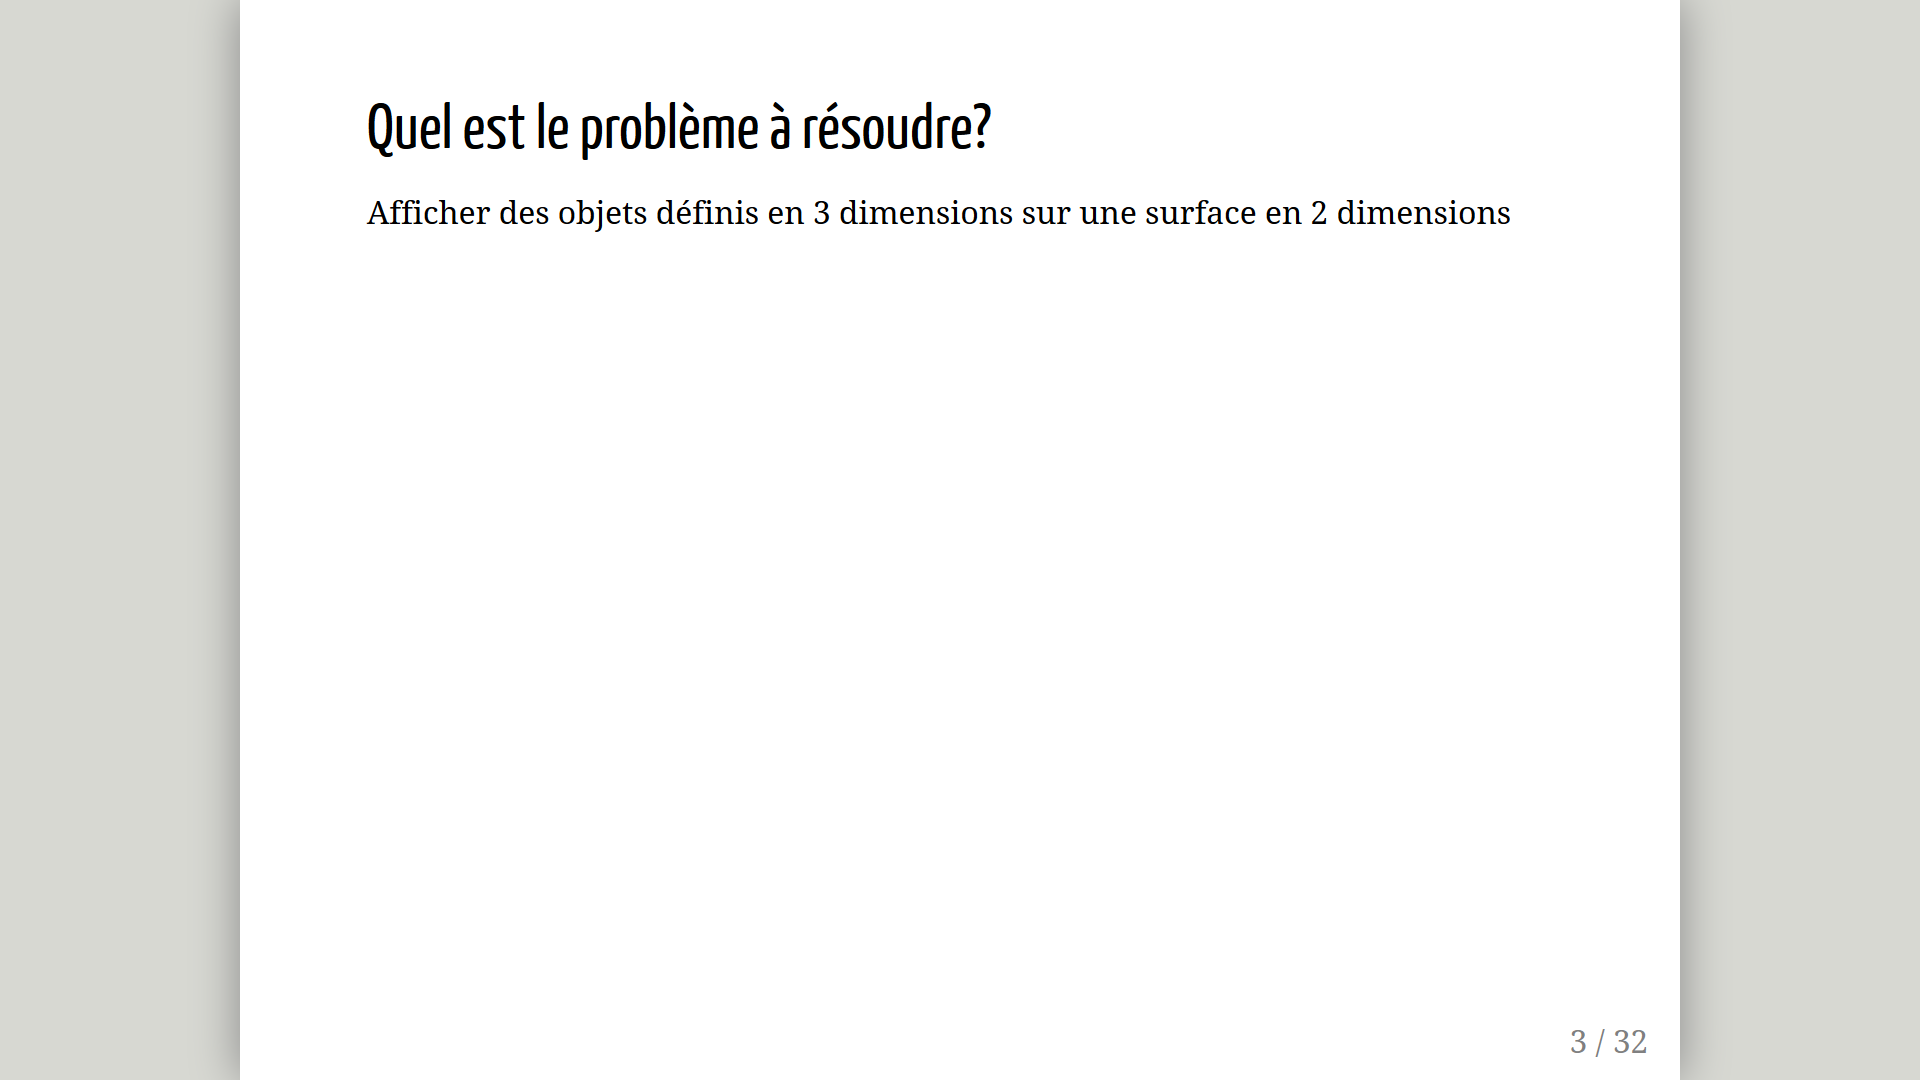 Quel est le problème à résoudre?
Afficher des objets définis en 3 dimensions sur une surface en 2 dimensions
3 / 32